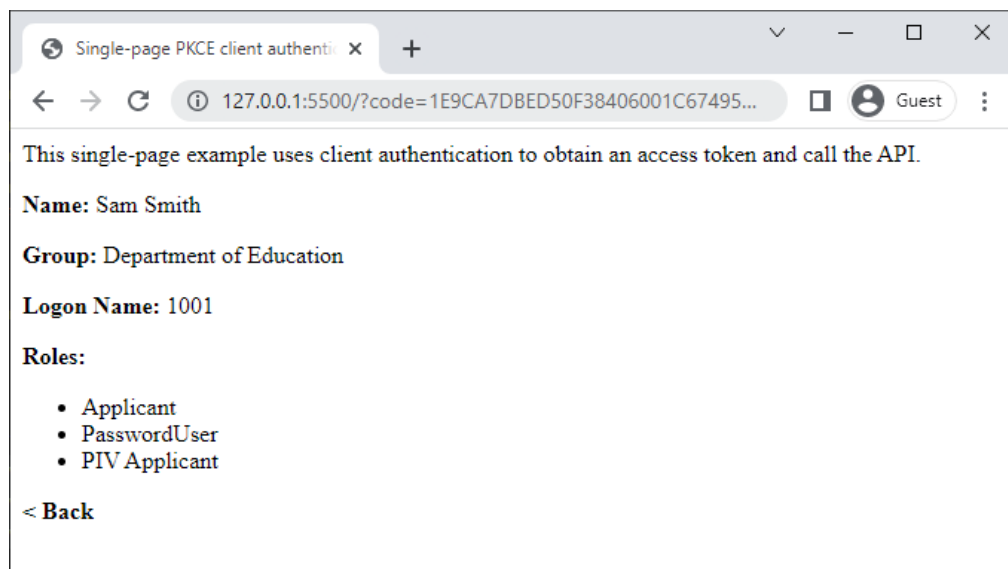 Single-page PKCE client authenti
127.0.0.1:5500/?code=1E9CA7DBED50F38406001C67495...
Guest
This single-page example uses client authentication to obtain an access token and call the API.
Name: Sam Smith
Group: Department of Education
Logon Name: 1001
Roles:
• Applicant
• PasswordUser
• PIV Applicant
< Back